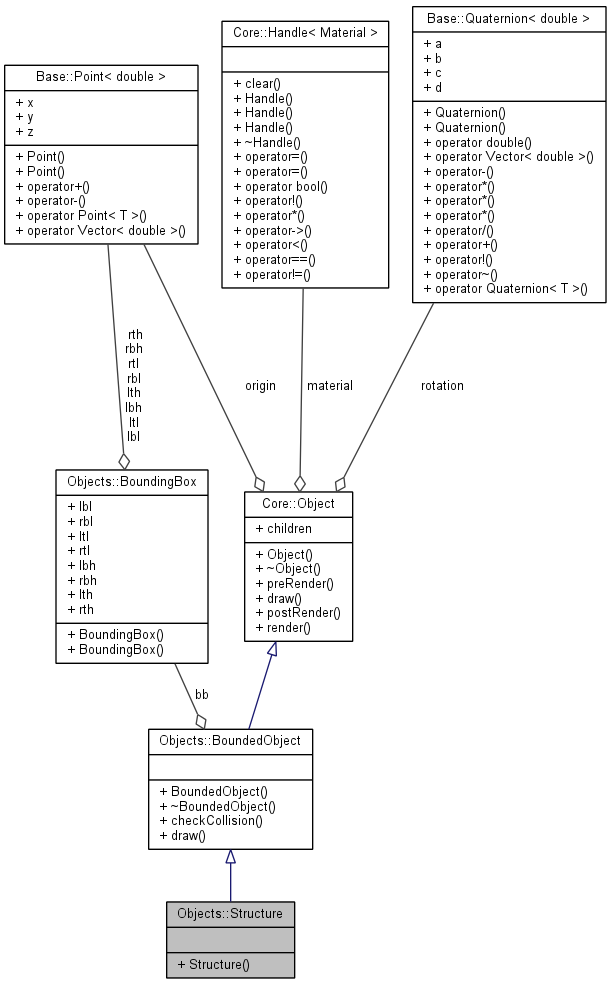 Base::Point< double >
+ x
+ y
+ z
+ Point()
+ Point()
+ operator+()
+ operator-()
+ operator Point< T >()
+ operator Vector< double >()
Core::Handle< Material >
+ clear()
+ Handle()
+ Handle()
+ Handle()
+ ~Handle()
+ operator=()
+ operator=()
+ operator bool()
+ operator!()
+ operator*()
+ operator->()
+ operator<()
+ operator==()
+ operator!=()
Base::Quaternion< double >
+ a
+ b
+ c
+ d
+ Quaternion()
+ Quaternion()
+ operator double()
+ operator Vector< double >()
+ operator-()
+ operator*()
+ operator*()
+ operator*()
+ operator/()
+ operator+()
+ operator!()
+ operator~()
+ operator Quaternion< T >()
rth
rbh
rtl
rbl
lth
lbh
ltl
lbl
origin
material
rotation
Objects::BoundingBox
+ lbl
+ rbl
+ ltl
+ rtl
+ lbh
+ rbh
+ lth
+ rth
+ BoundingBox()
+ BoundingBox()
Core::Object
+ children
+ Object()
+ ~Object()
+ preRender()
+ draw()
+ postRender()
+ render()
bb
Objects::BoundedObject
+ BoundedObject()
+ ~BoundedObject()
+ checkCollision()
+ draw()
Objects::Structure
+ Structure()